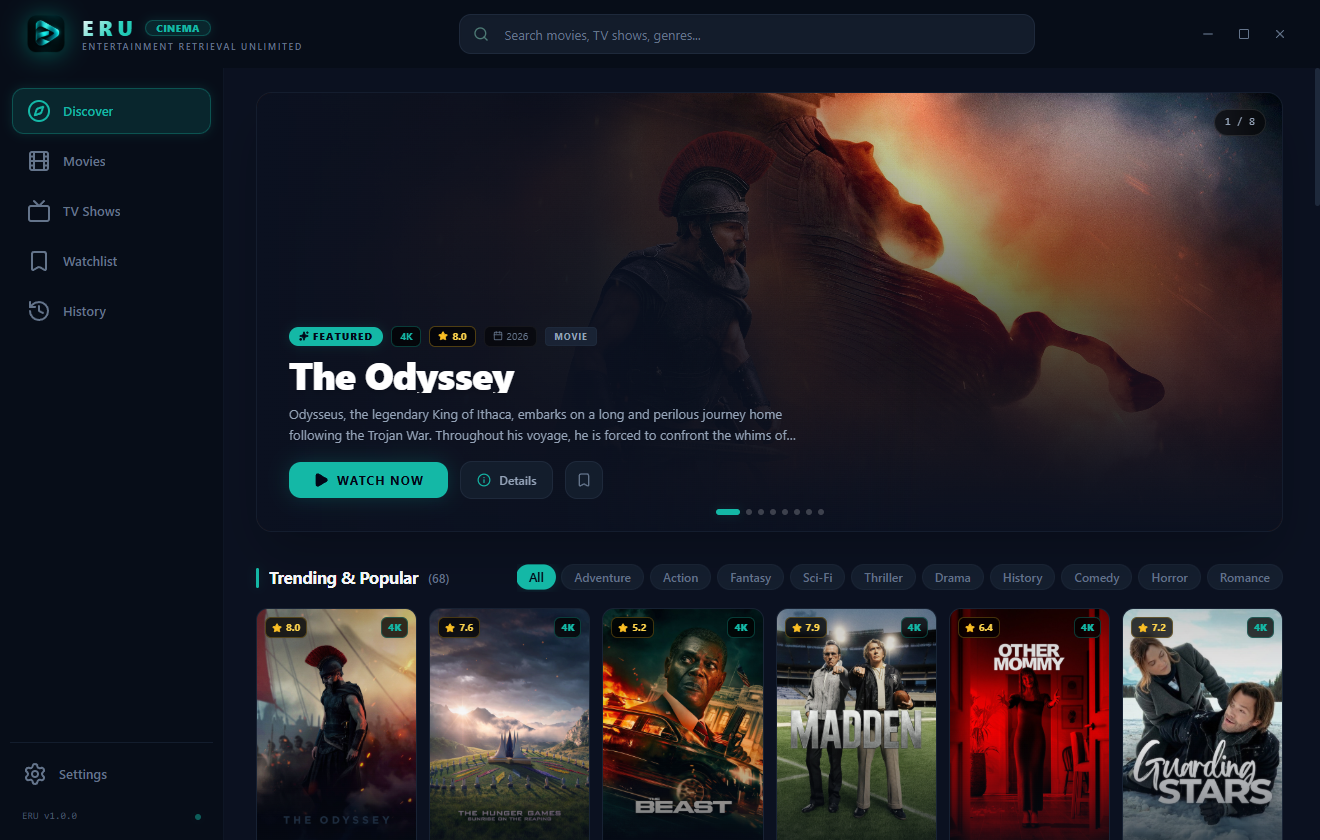 ERU CINEMA
ENTERTAINMENT RETRIEVAL UNLIMITED
Search movies, TV shows, genres...
Discover
Movies
TV Shows
Watchlist
History
Settings
ERU v1.0.0
1 / 8
FEATURED 4K 8.0 2026 MOVIE
The Odyssey
Odysseus, the legendary King of Ithaca, embarks on a long and perilous journey home
following the Trojan War. Throughout his voyage, he is forced to confront the whims of...
WATCH NOW Details
Trending & Popular (68)
All Adventure Action Fantasy Sci-Fi Thriller Drama History Comedy Horror Romance
8.0 4K
THE ODYSSEY
7.6 4K
THE HUNGER GAMES
SUNRISE ON THE REAPING
5.2 4K
THE
BEAST
7.9 4K
MADDEN
6.4 4K
OTHER
MOMMY
7.2 4K
Guarding
STARS